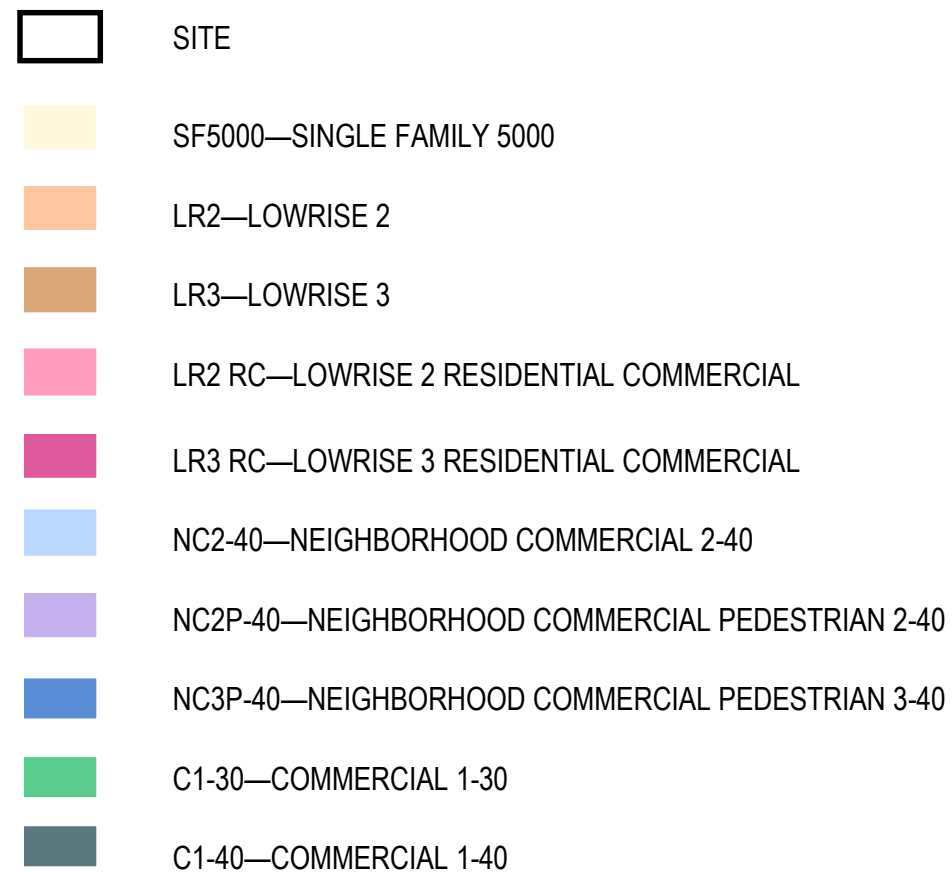 SITE
SF5000—SINGLE FAMILY 5000
LR2—LOWRISE 2
LR3—LOWRISE 3
LR2 RC—LOWRISE 2 RESIDENTIAL COMMERCIAL
LR3 RC—LOWRISE 3 RESIDENTIAL COMMERCIAL
NC2-40—NEIGHBORHOOD COMMERCIAL 2-40
NC2P-40—NEIGHBORHOOD COMMERCIAL PEDESTRIAN 2-40
NC3P-40—NEIGHBORHOOD COMMERCIAL PEDESTRIAN 3-40
C1-30—COMMERCIAL 1-30
C1-40—COMMERCIAL 1-40